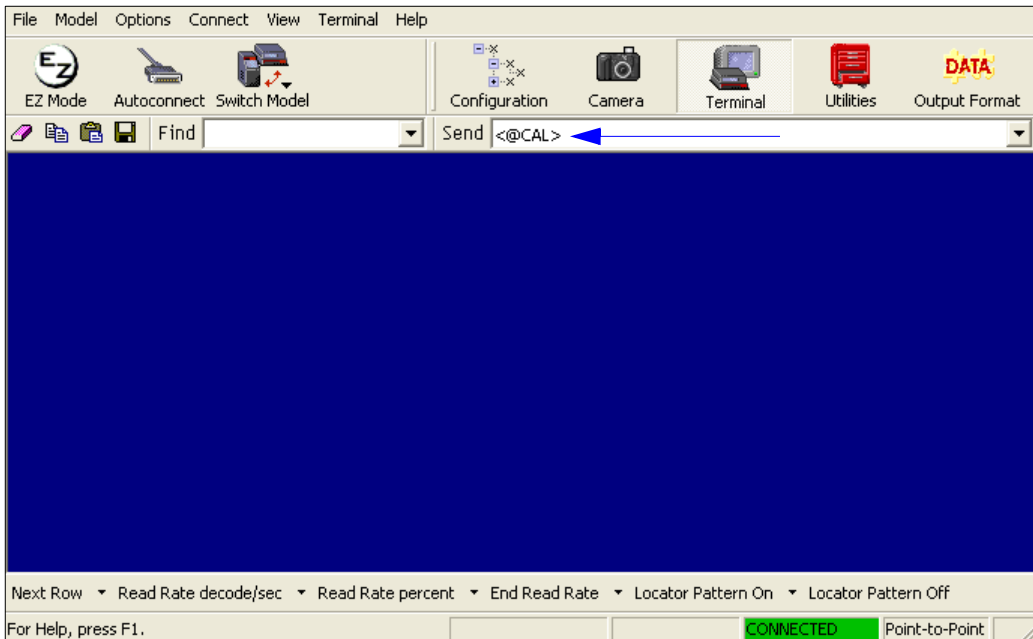 File Model Options Connect View Terminal Help
EZ
DATA
EZ Mode Autoconnect Switch Model Configuration Camera Terminal Utilities Output Format
Find Send <@CAL>
Next Row Read Rate decode/sec Read Rate percent End Read Rate Locator Pattern On Locator Pattern Off
For Help, press F1. CONNECTED Point-to-Point